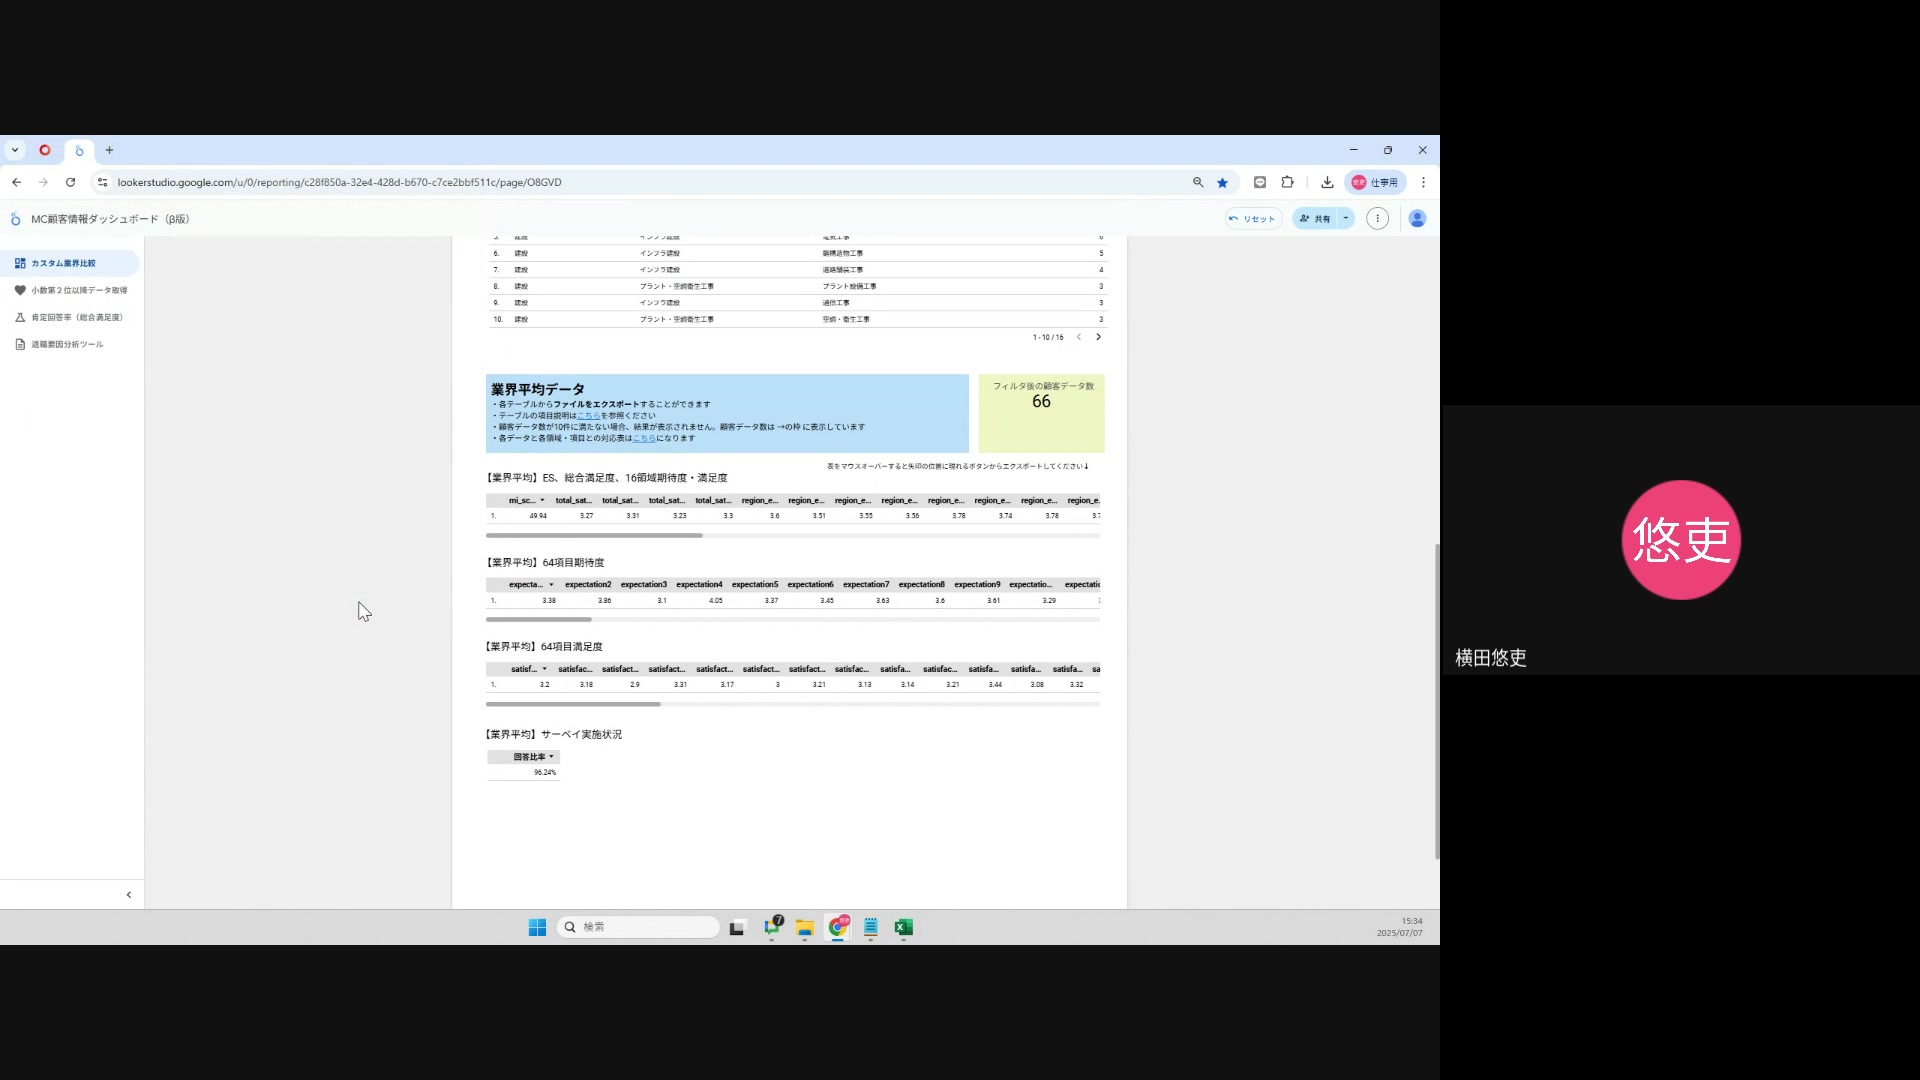 lookerstudio.google.com/u/0/reporting/c28f850a-32e4-428d-b670-c7ce2bbf511c/page/O8GVD
悠吏 仕事用
MC顧客情報ダッシュボード（β版）
リセット
共有
カスタム業界比較
小数第２位以降データ取得
肯定回答率（総合満足度）
退職要因分析ツール
5. 建設 インフラ建設 電気工事 6
6. 建設 インフラ建設 鋼構造物工事 5
7. 建設 インフラ建設 道路舗装工事 4
8. 建設 プラント・空調衛生工事 プラント設備工事 3
9. 建設 インフラ建設 通信工事 3
10. 建設 プラント・空調衛生工事 空調・衛生工事 3
1 - 10 / 16
業界平均データ
・各テーブルからファイルをエクスポートすることができます
・テーブルの項目説明はこちらを参照ください
・顧客データ数が10件に満たない場合、結果が表示されません。顧客データ数は →の枠 に表示しています
・各データと各領域・項目との対応表はこちらになります
フィルタ後の顧客データ数
66
表をマウスオーバーすると矢印の位置に現れるボタンからエクスポートしてください↓
【業界平均】ES、総合満足度、16領域期待度・満足度
mi_sc... total_sat... total_sat... total_sat... total_sat... region_e... region_e... region_e... region_e... region_e... region_e... region_e... region_e.
1. 49.94 3.27 3.31 3.23 3.3 3.6 3.51 3.55 3.56 3.78 3.74 3.78 3.7
【業界平均】64項目期待度
expecta... expectation2 expectation3 expectation4 expectation5 expectation6 expectation7 expectation8 expectation9 expectatio... expectatio
1. 3.38 3.86 3.1 4.05 3.37 3.45 3.63 3.6 3.61 3.29
【業界平均】64項目満足度
satisf... satisfac... satisfact... satisfact... satisfact... satisfact... satisfact... satisfac... satisfa... satisfac... satisfa... satisfa... satisfa... sa
1. 3.2 3.18 2.9 3.31 3.17 3 3.21 3.13 3.14 3.21 3.44 3.08 3.32
【業界平均】サーベイ実施状況
回答比率
96.24%
検索
7
15:34
2025/07/07
悠吏
横田悠吏